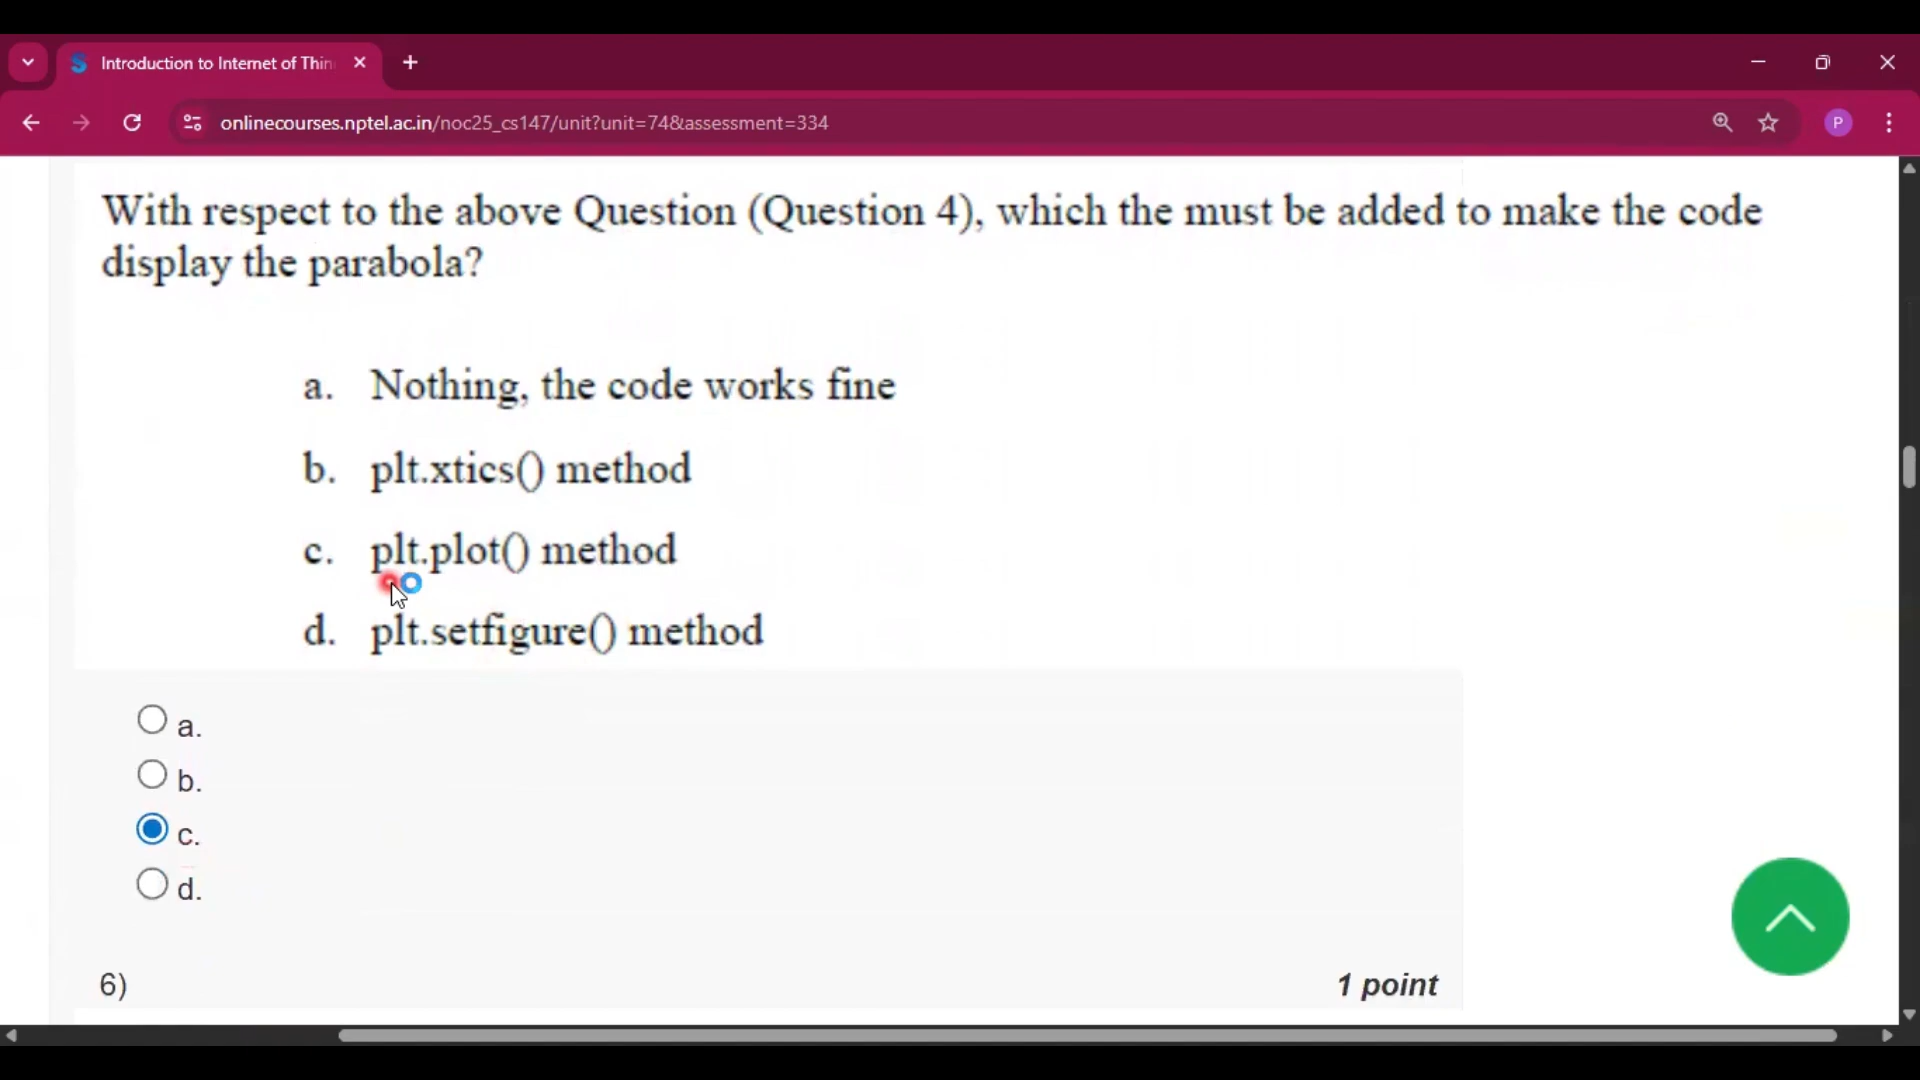 Introduction to Internet of Thin
onlinecourses.nptel.ac.in/noc25_cs147/unit?unit=74&assessment=334
P
With respect to the above Question (Question 4), which the must be added to make the code
display the parabola?
a. Nothing, the code works fine
b. plt.xtics() method
c. plt.plot() method
d. plt.setfigure() method
a.
b.
c.
d.
6)
1 point